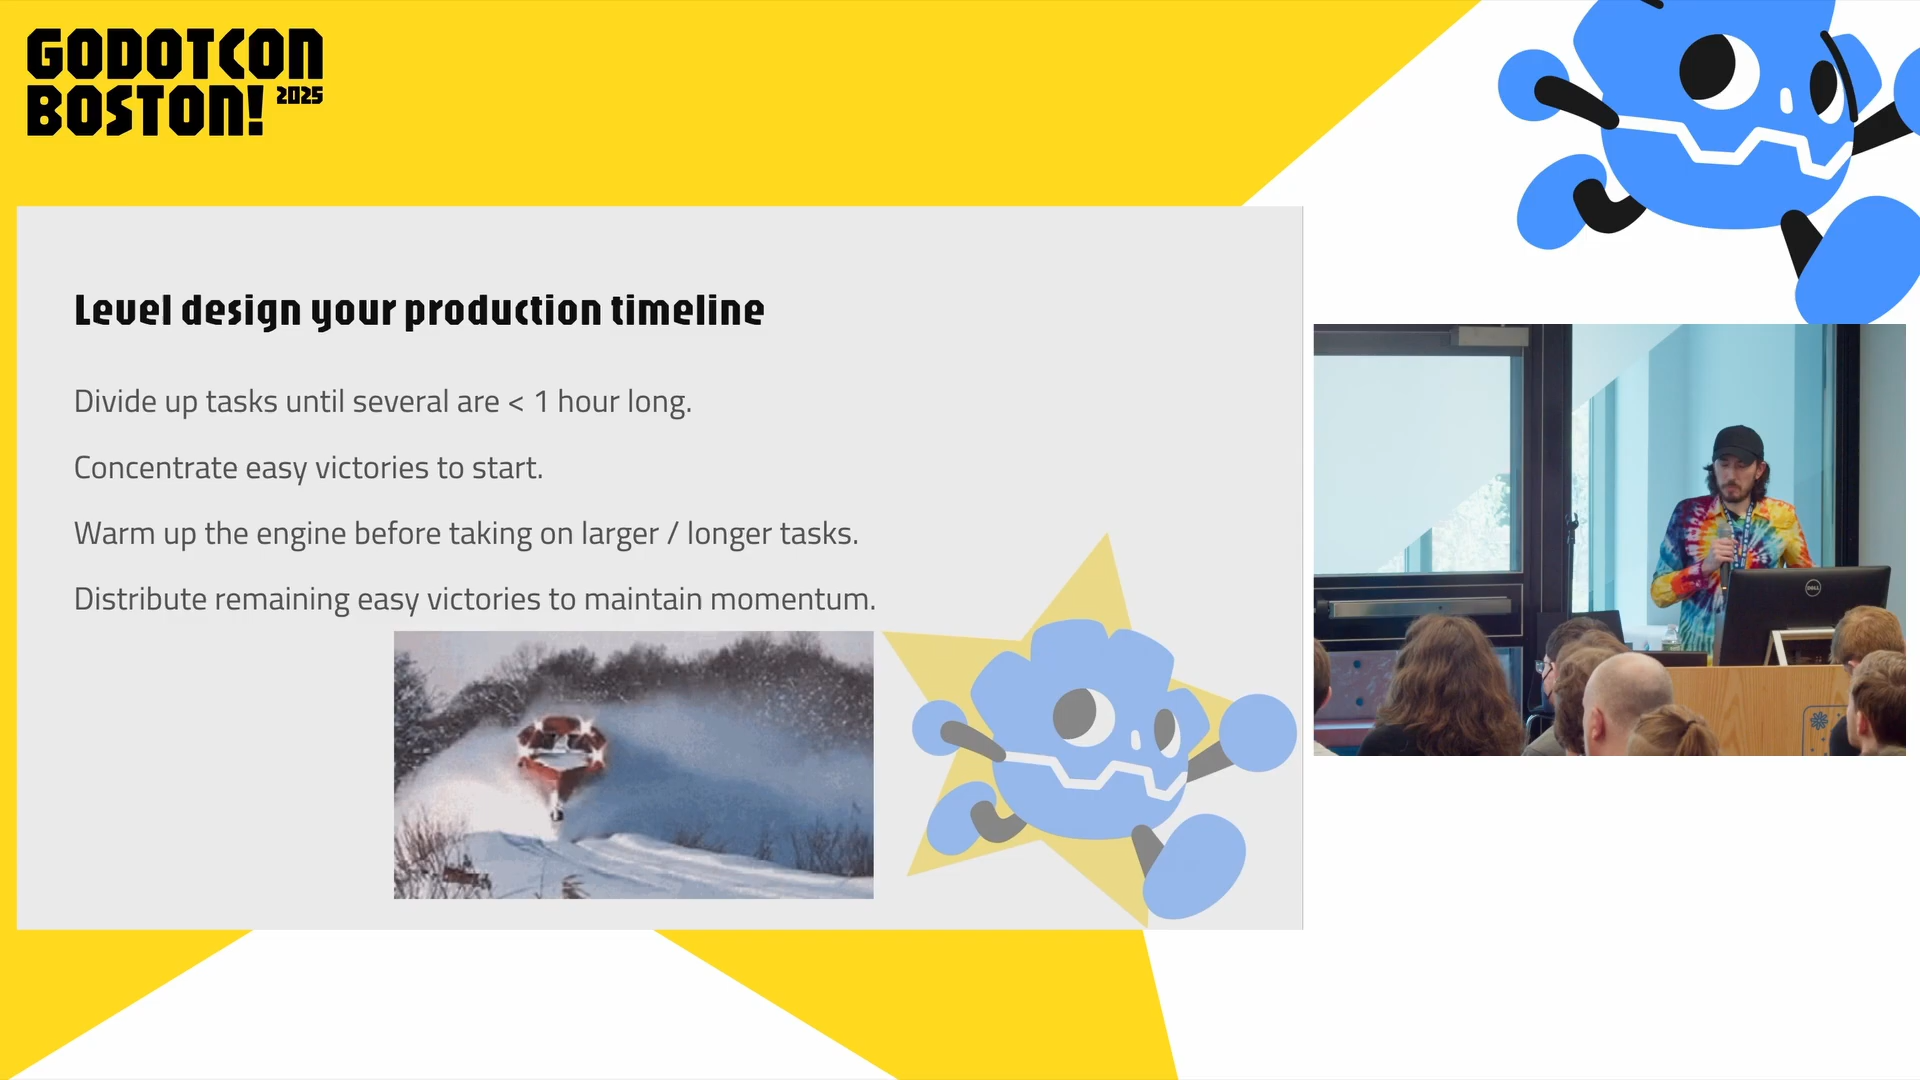 GODOTCON
BOSTON! 2025
Level design your production timeline
Divide up tasks until several are < 1 hour long.
Concentrate easy victories to start.
Warm up the engine before taking on larger / longer tasks.
Distribute remaining easy victories to maintain momentum.
DELL